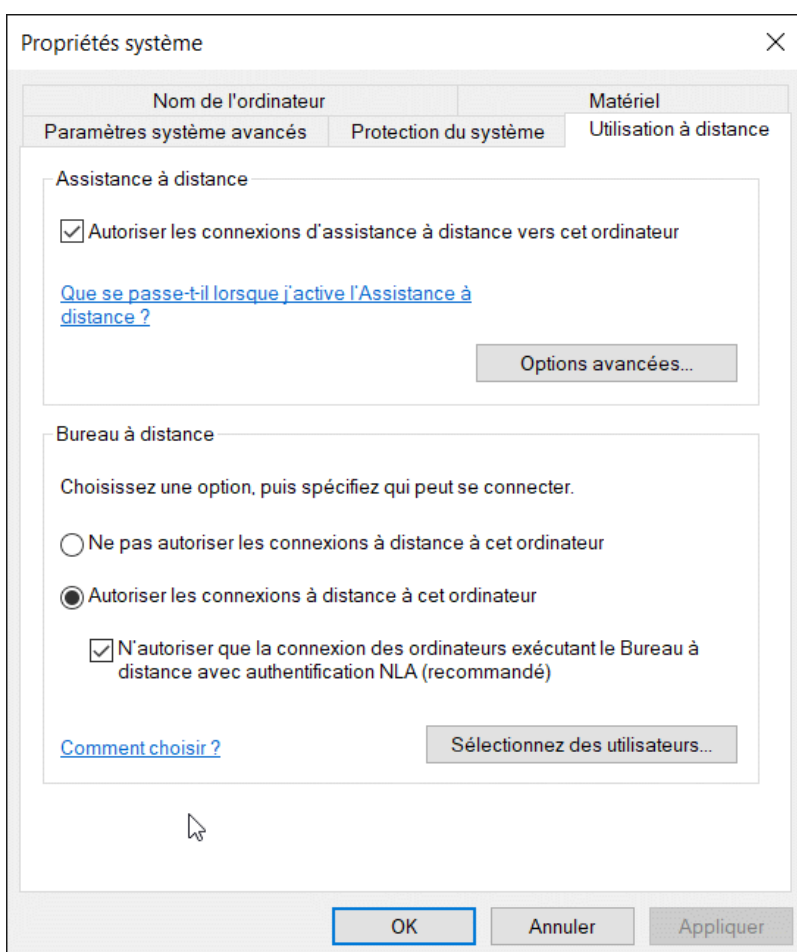 Propriétés système
Nom de l'ordinateur
Matériel
Paramètres système avancés
Protection du système
Utilisation à distance
Assistance à distance
Autoriser les connexions d'assistance à distance vers cet ordinateur
Que se passe-t-il lorsque j'active l'Assistance à
distance ?
Options avancées...
Bureau à distance
Choisissez une option, puis spécifiez qui peut se connecter.
Ne pas autoriser les connexions à distance à cet ordinateur
Autoriser les connexions à distance à cet ordinateur
N'autoriser que la connexion des ordinateurs exécutant le Bureau à
distance avec authentification NLA (recommandé)
Comment choisir ?
Sélectionnez des utilisateurs...
OK
Annuler
Appliquer